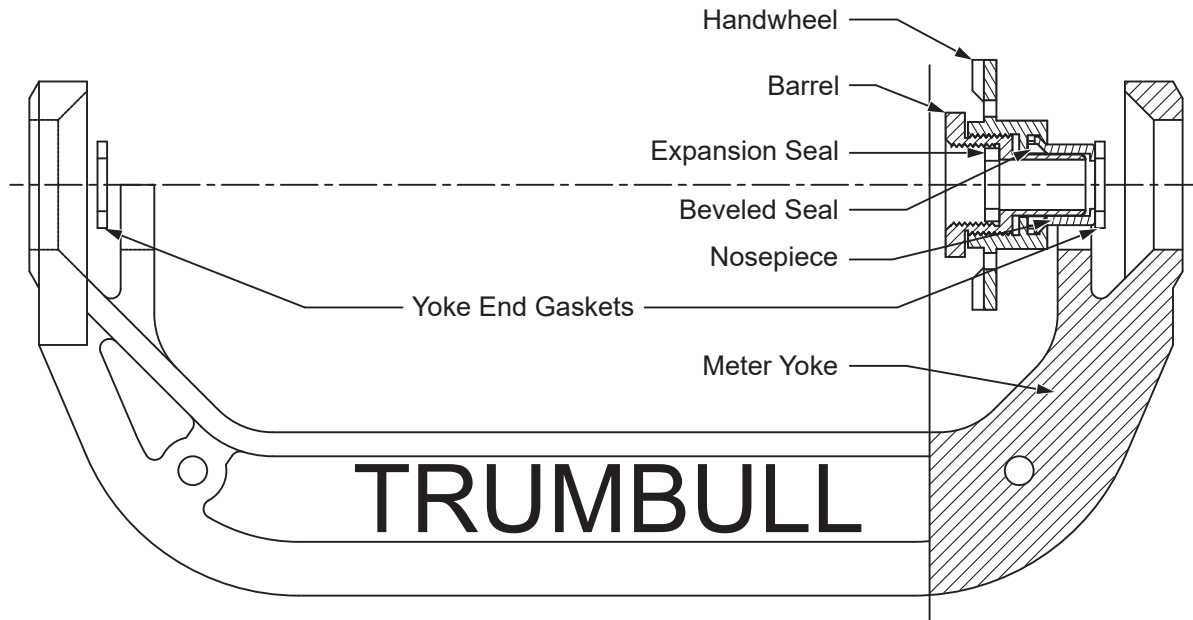 Handwheel
Barrel
Expansion Seal
Beveled Seal
Nosepiece
Yoke End Gaskets
Meter Yoke
TRUMBULL